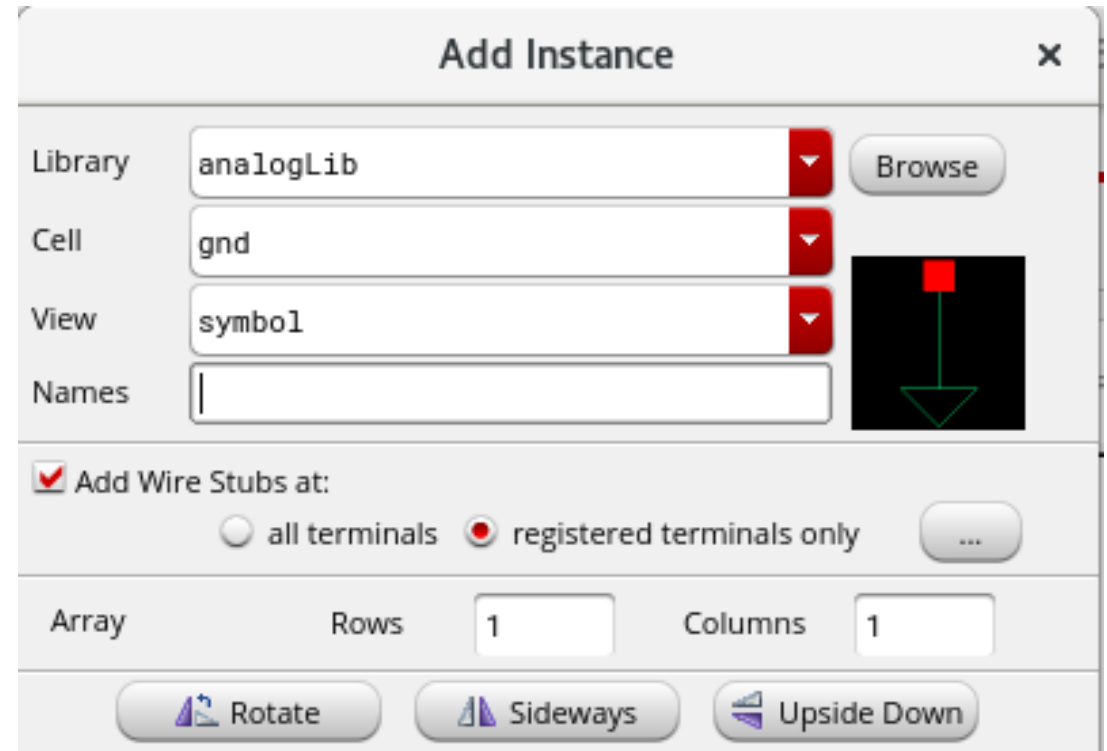 Add Instance
Library analogLib Browse
Cell gnd
View symbol
Names
Add Wire Stubs at:
all terminals registered terminals only ...
Array Rows 1 Columns 1
Rotate Sideways Upside Down